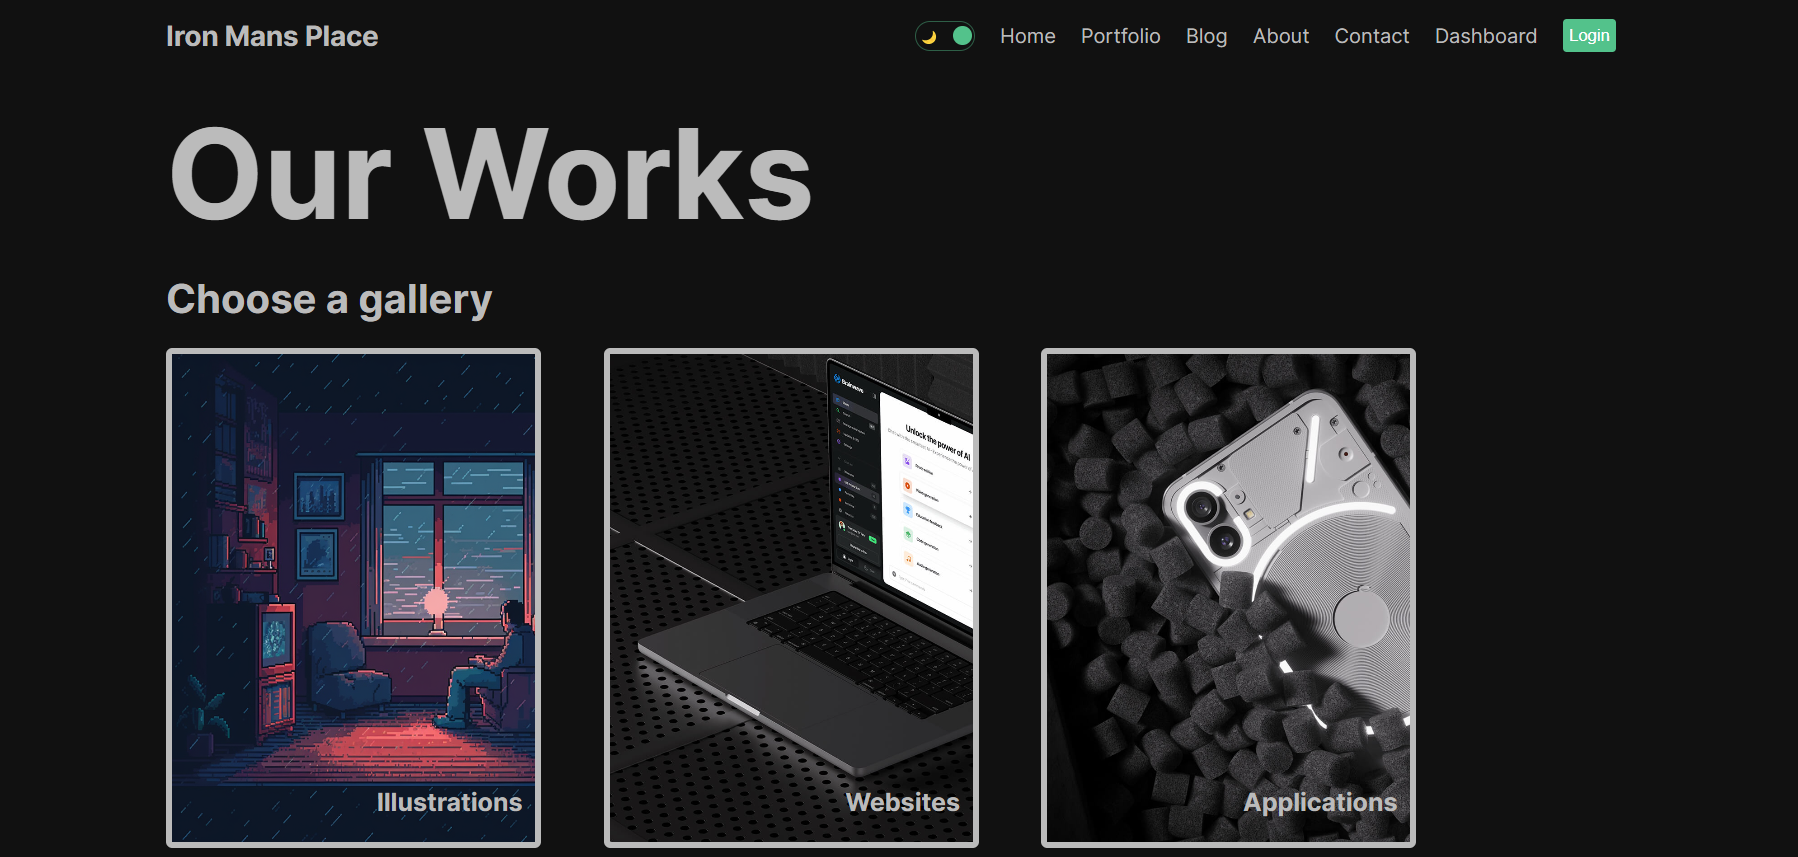 Iron Mans Place
Home Portfolio Blog About Contact Dashboard Login
Our Works
Choose a gallery
Brainwave
Unlock the power of AI
Illustrations
Websites
Applications